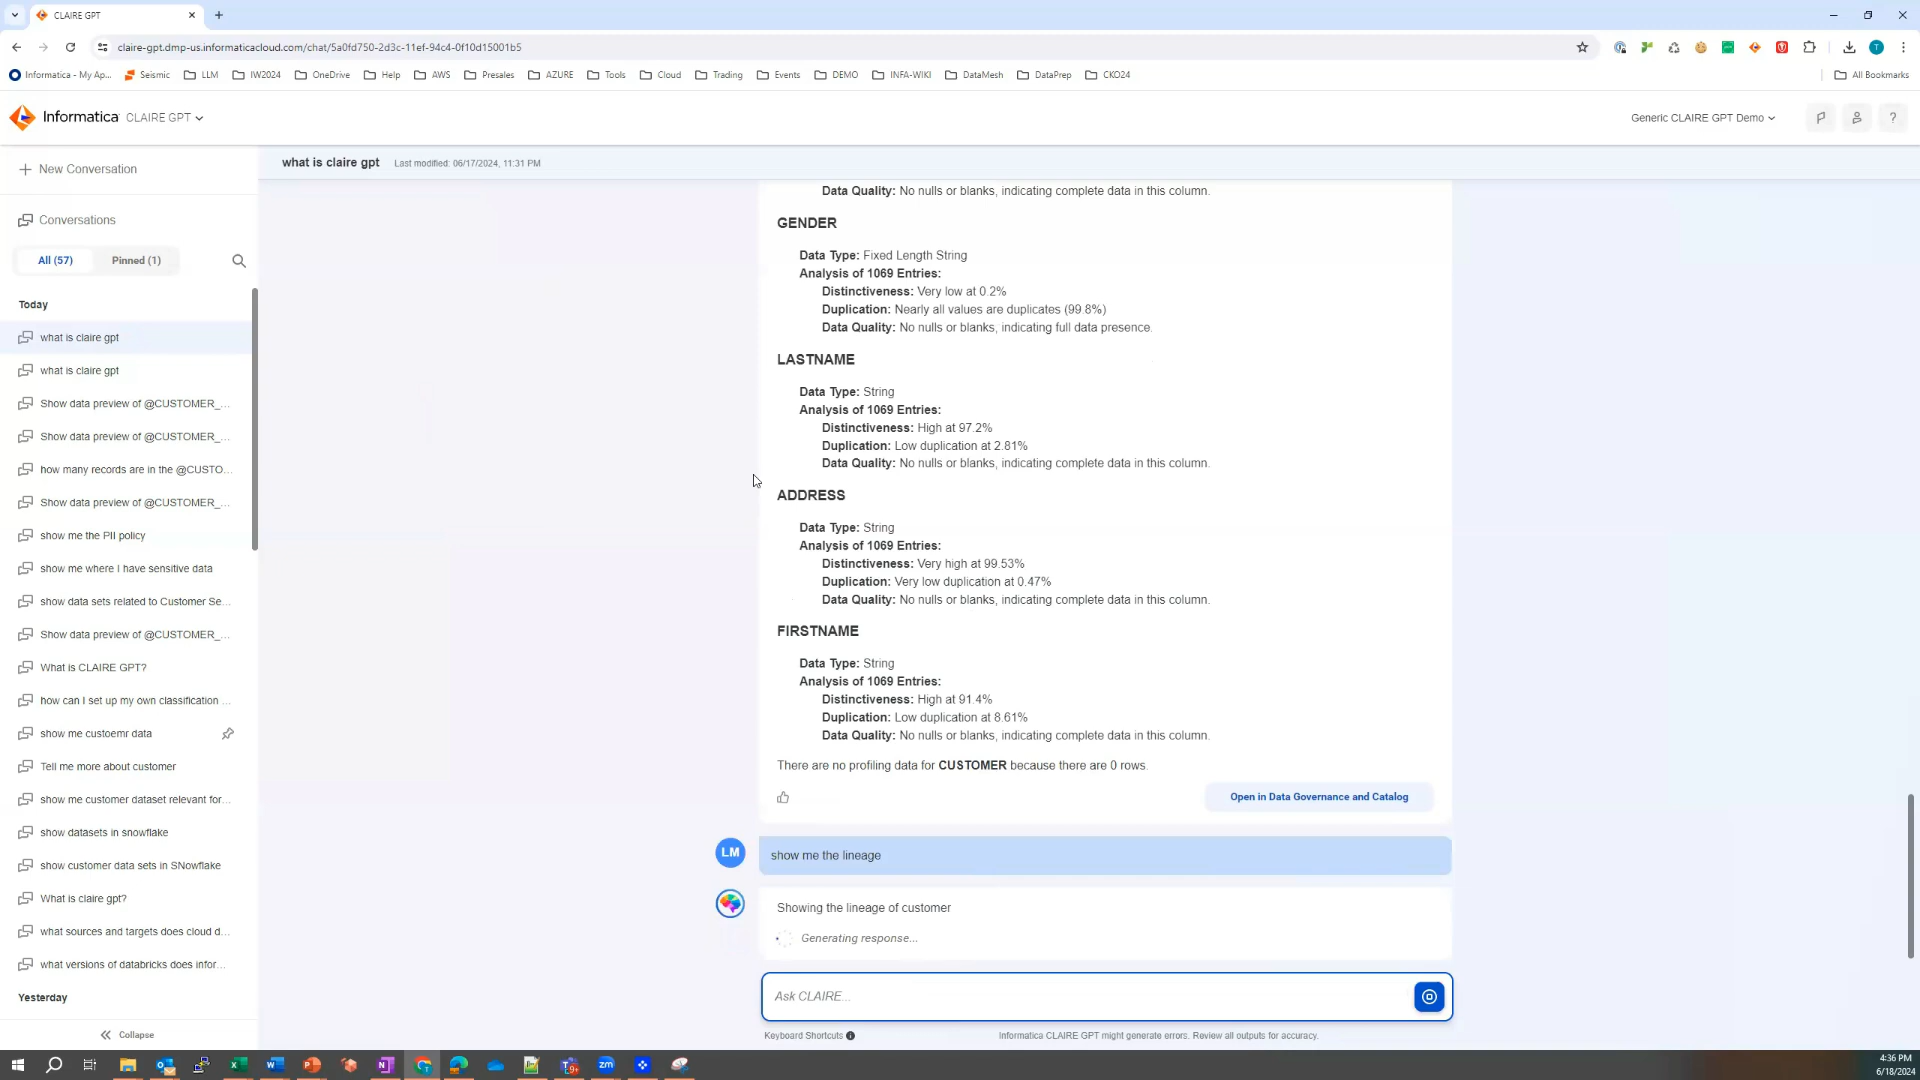 CLAIRE GPT
claire-gpt.dmp-us.informaticacloud.com/chat/5a0fd750-2d3c-11ef-94c4-0f10d15001b5
Informatica - My Ap... Seismic LLM IW2024 OneDrive Help AWS Presales AZURE Tools Cloud Trading Events DEMO INFA-WIKI DataMesh DataPrep CKO24 All Bookmarks
Informatica CLAIRE GPT Generic CLAIRE GPT Demo
New Conversation
what is claire gpt Last modified: 06/17/2024, 11:31 PM
Conversations
All (57) Pinned (1)
Today
what is claire gpt
what is claire gpt
Show data preview of @CUSTOMER_...
Show data preview of @CUSTOMER_...
how many records are in the @CUSTO...
Show data preview of @CUSTOMER_...
show me the PII policy
show me where I have sensitive data
show data sets related to Customer Se...
Show data preview of @CUSTOMER_...
What is CLAIRE GPT?
how can I set up my own classification ...
show me custoemr data
Tell me more about customer
show me customer dataset relevant for...
show datasets in snowflake
show customer data sets in SNowflake
What is claire gpt?
what sources and targets does cloud d...
what versions of databricks does infor...
Yesterday
Collapse
Data Quality: No nulls or blanks, indicating complete data in this column.
GENDER
Data Type: Fixed Length String
Analysis of 1069 Entries:
Distinctiveness: Very low at 0.2%
Duplication: Nearly all values are duplicates (99.8%)
Data Quality: No nulls or blanks, indicating full data presence.
LASTNAME
Data Type: String
Analysis of 1069 Entries:
Distinctiveness: High at 97.2%
Duplication: Low duplication at 2.81%
Data Quality: No nulls or blanks, indicating complete data in this column.
ADDRESS
Data Type: String
Analysis of 1069 Entries:
Distinctiveness: Very high at 99.53%
Duplication: Very low duplication at 0.47%
Data Quality: No nulls or blanks, indicating complete data in this column.
FIRSTNAME
Data Type: String
Analysis of 1069 Entries:
Distinctiveness: High at 91.4%
Duplication: Low duplication at 8.61%
Data Quality: No nulls or blanks, indicating complete data in this column.
There are no profiling data for CUSTOMER because there are 0 rows.
Open in Data Governance and Catalog
LM show me the lineage
Showing the lineage of customer
Generating response...
Ask CLAIRE...
Keyboard Shortcuts Informatica CLAIRE GPT might generate errors. Review all outputs for accuracy.
4:36 PM
6/18/2024